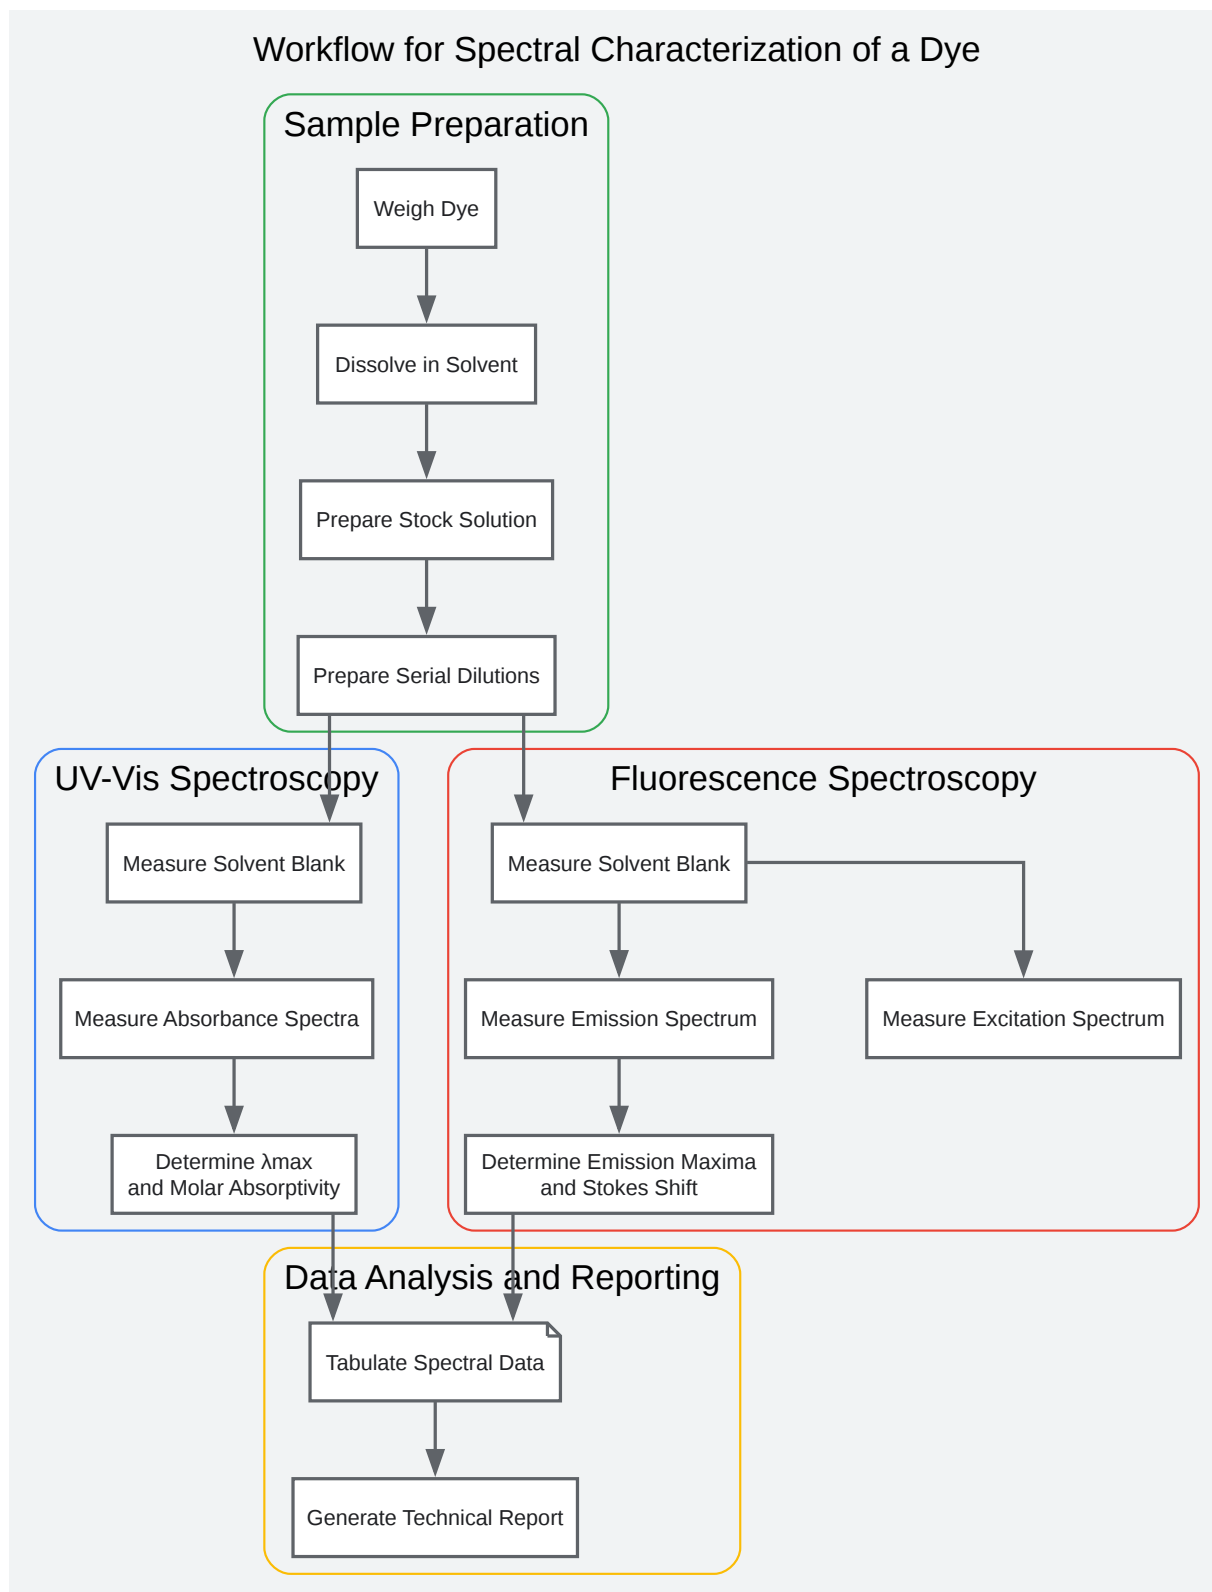 Workflow for Spectral Characterization of a Dye
Sample Preparation
Weigh Dye
Dissolve in Solvent
Prepare Stock Solution
Prepare Serial Dilutions
UV-Vis Spectroscopy
Measure Solvent Blank
Measure Absorbance Spectra
Determine λmax
and Molar Absorptivity
Fluorescence Spectroscopy
Measure Solvent Blank
Measure Emission Spectrum
Measure Excitation Spectrum
Determine Emission Maxima
and Stokes Shift
Data Analysis and Reporting
Tabulate Spectral Data
Generate Technical Report